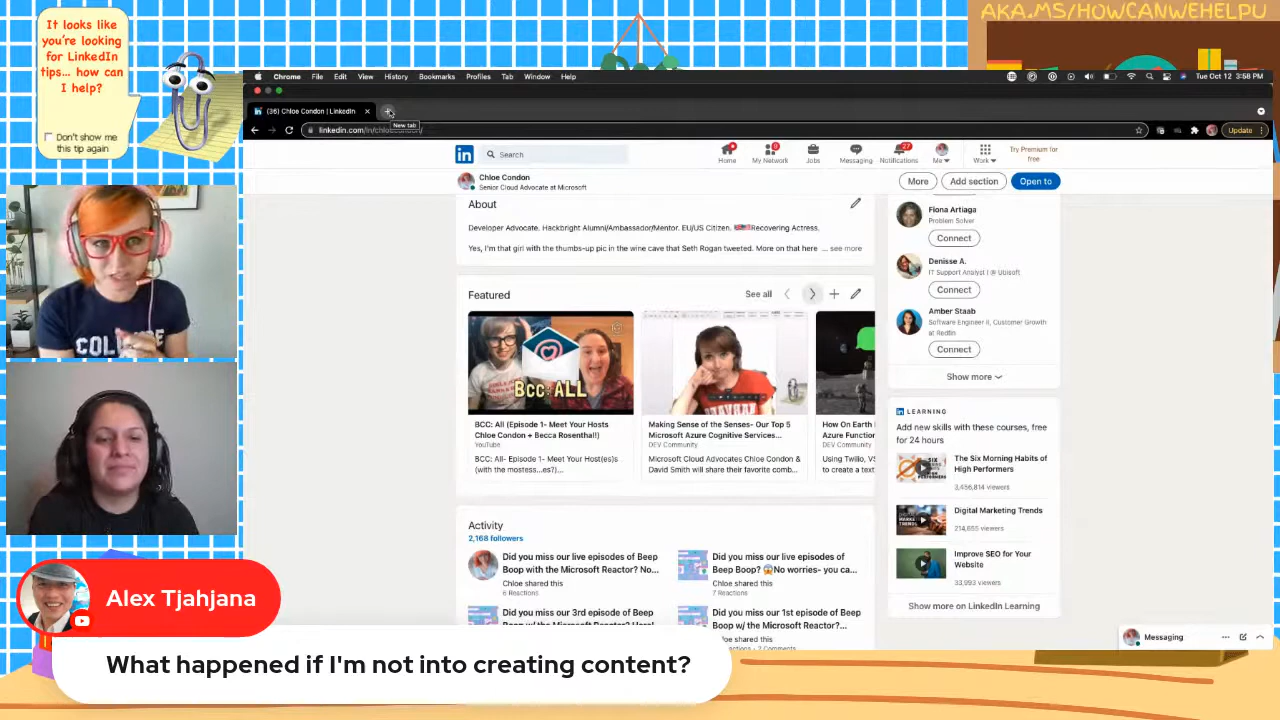 AKA.MS/HOWCANWEHELPU
It looks like
you're looking
for LinkedIn
tips... how can
I help?
Don't show me
this tip again
Chrome File Edit View History Bookmarks Profiles Tab Window Help
Tue Oct 12 3:58 PM
(36) Chloe Condon | LinkedIn
New tab
linkedin.com/in/
Update
in
Search
Home
My Network
Jobs
Messaging
27
Notifications
Me
Work
Try Premium for
free
Chloe Condon
Senior Cloud Advocate at Microsoft
More
Add section
Open to
About
Developer Advocate. Hackbright Alumni/Ambassador/Mentor. EU/US Citizen. 🇺🇸Recovering Actress.
Yes, I'm that girl with the thumbs-up pic in the wine cave that Seth Rogan tweeted. More on that here ... see more
Featured
See all
BCC: ALL
BCC: All (Episode 1- Meet Your Hosts
Chloe Condon + Becca Rosenthal!)
YouTube
BCC: All- Episode 1- Meet Your Host(es)s
(with the mostess...es?)...
Making Sense of the Senses- Our Top 5
Microsoft Azure Cognitive Services...
DEV Community
Microsoft Cloud Advocates Chloe Condon &
David Smith will share their favorite comb...
How On Earth
Azure Function
DEV Community
Using Twilio, VS
to create a text
Activity
2,168 followers
Did you miss our live episodes of Beep
Boop with the Microsoft Reactor? No...
Chloe shared this
6 Reactions
Did you miss our live episodes of
Beep Boop? 😱No worries- you ca...
Chloe shared this
7 Reactions
Did you miss our 3rd episode of Beep
Did you miss our 1st episode of Beep
Boop w/ the Microsoft Reactor?...
Chloe shared this
Fiona Artiaga
Problem Solver
Connect
Denisse A.
IT Support Analyst | @ Ubisoft
Connect
Amber Staab
Software Engineer II, Customer Growth
at Redfin
Connect
Show more
in LEARNING
Add new skills with these courses, free
for 24 hours
The Six Morning Habits of
High Performers
3,456,814 viewers
Digital Marketing Trends
214,655 viewers
Improve SEO for Your
Website
33,993 viewers
Show more on LinkedIn Learning
Messaging
Alex Tjahjana
What happened if I'm not into creating content?